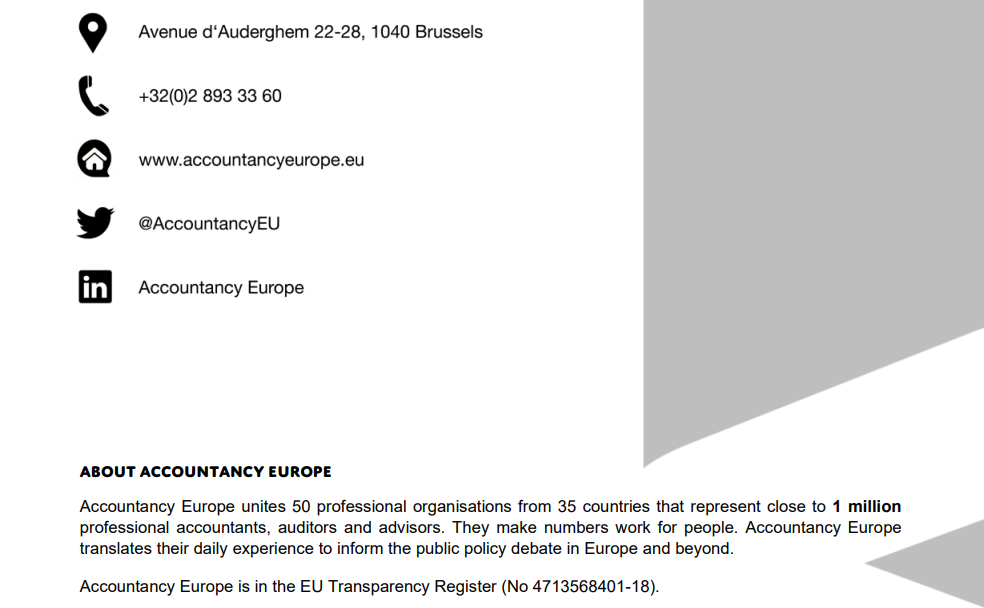 Avenue d‘Auderghem 22-28, 1040 Brussels
+32(0)2 893 33 60
www.accountancyeurope.eu
@AccountancyEU
in
Accountancy Europe
ABOUT ACCOUNTANCY EUROPE
Accountancy Europe unites 50 professional organisations from 35 countries that represent close to 1 million
professional accountants, auditors and advisors. They make numbers work for people. Accountancy Europe
translates their daily experience to inform the public policy debate in Europe and beyond.
Accountancy Europe is in the EU Transparency Register (No 4713568401-18).